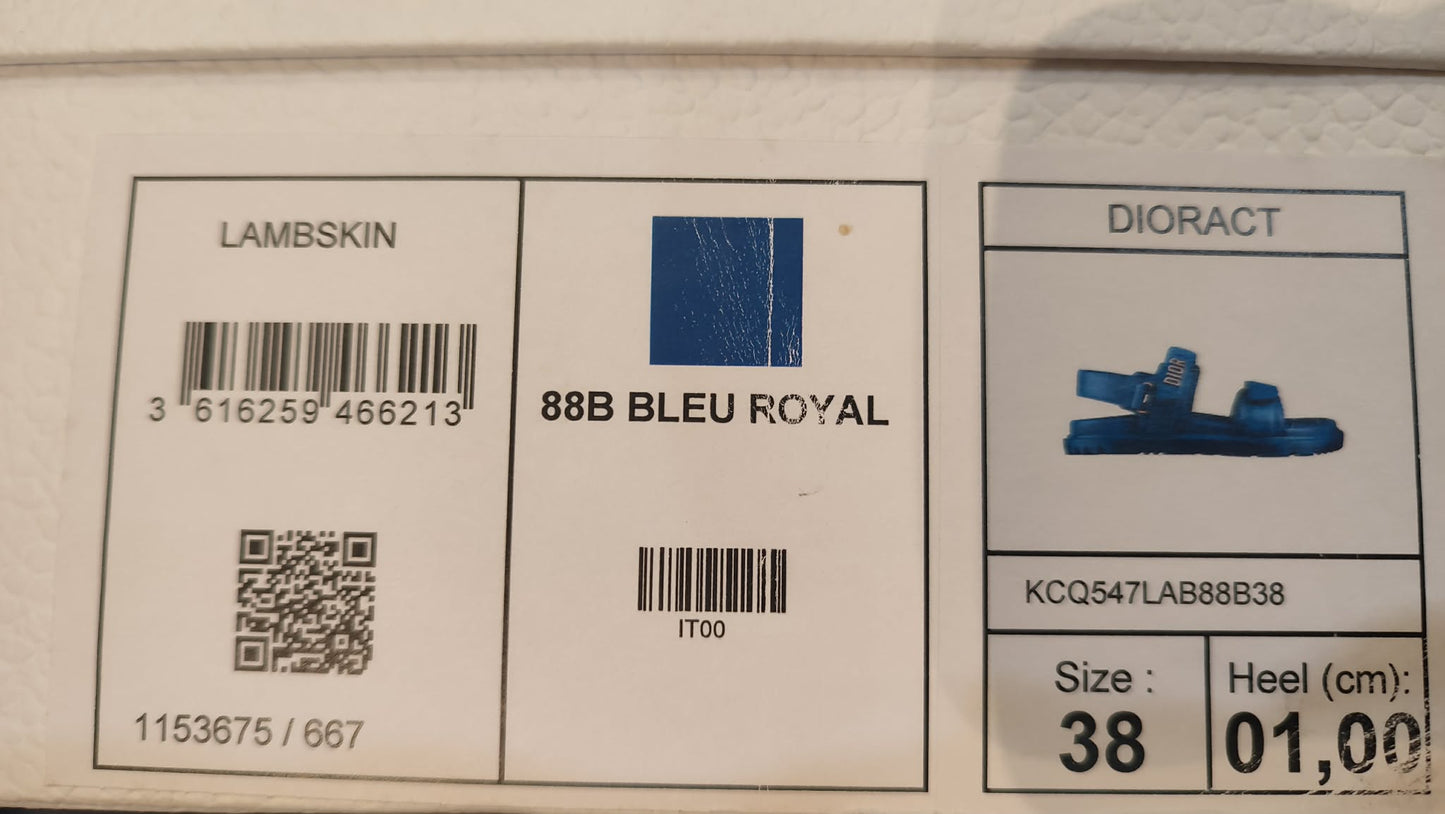 LAMBSKIN
3 616259 466213
1153675 / 667
88B BLEU ROYAL
IT00
DIORACT
DIOR
KCQ547LAB88B38
Size :
38
Heel (cm):
01,00